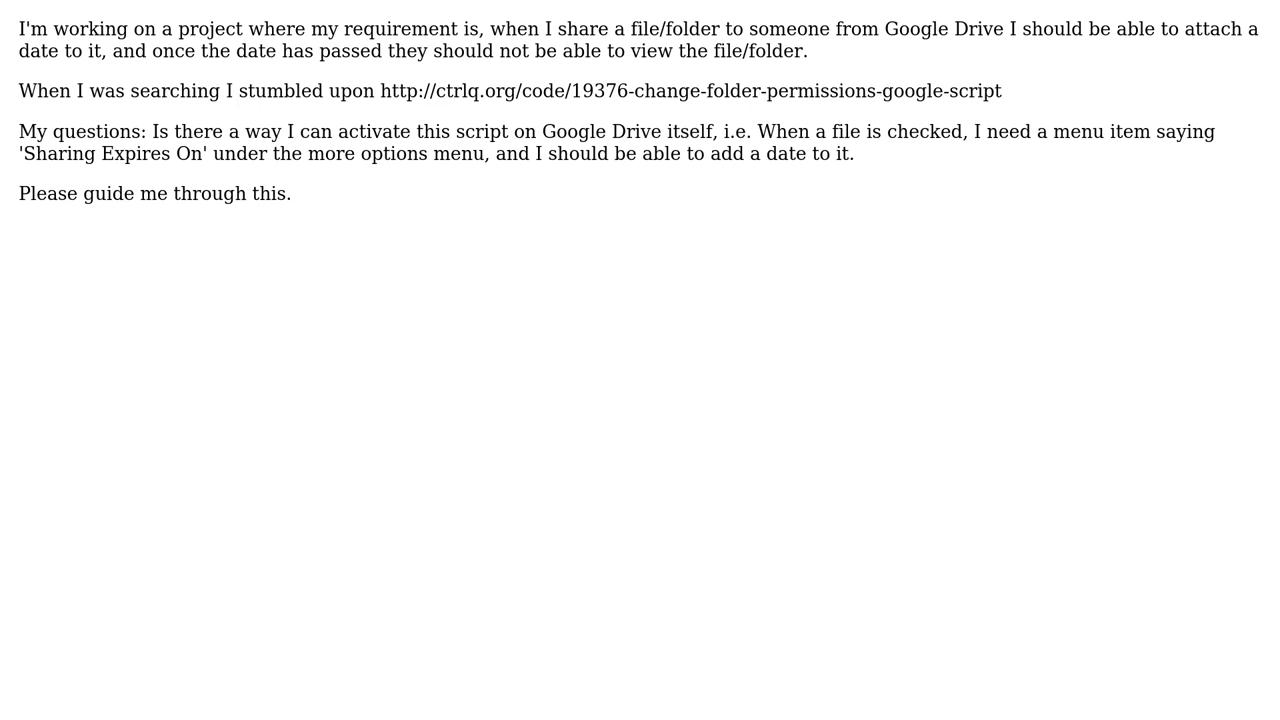 I'm working on a project where my requirement is, when I share a file/folder to someone from Google Drive I should be able to attach a
date to it, and once the date has passed they should not be able to view the file/folder.
When I was searching I stumbled upon http://ctrlq.org/code/19376-change-folder-permissions-google-script
My questions: Is there a way I can activate this script on Google Drive itself, i.e. When a file is checked, I need a menu item saying
'Sharing Expires On' under the more options menu, and I should be able to add a date to it.
Please guide me through this.